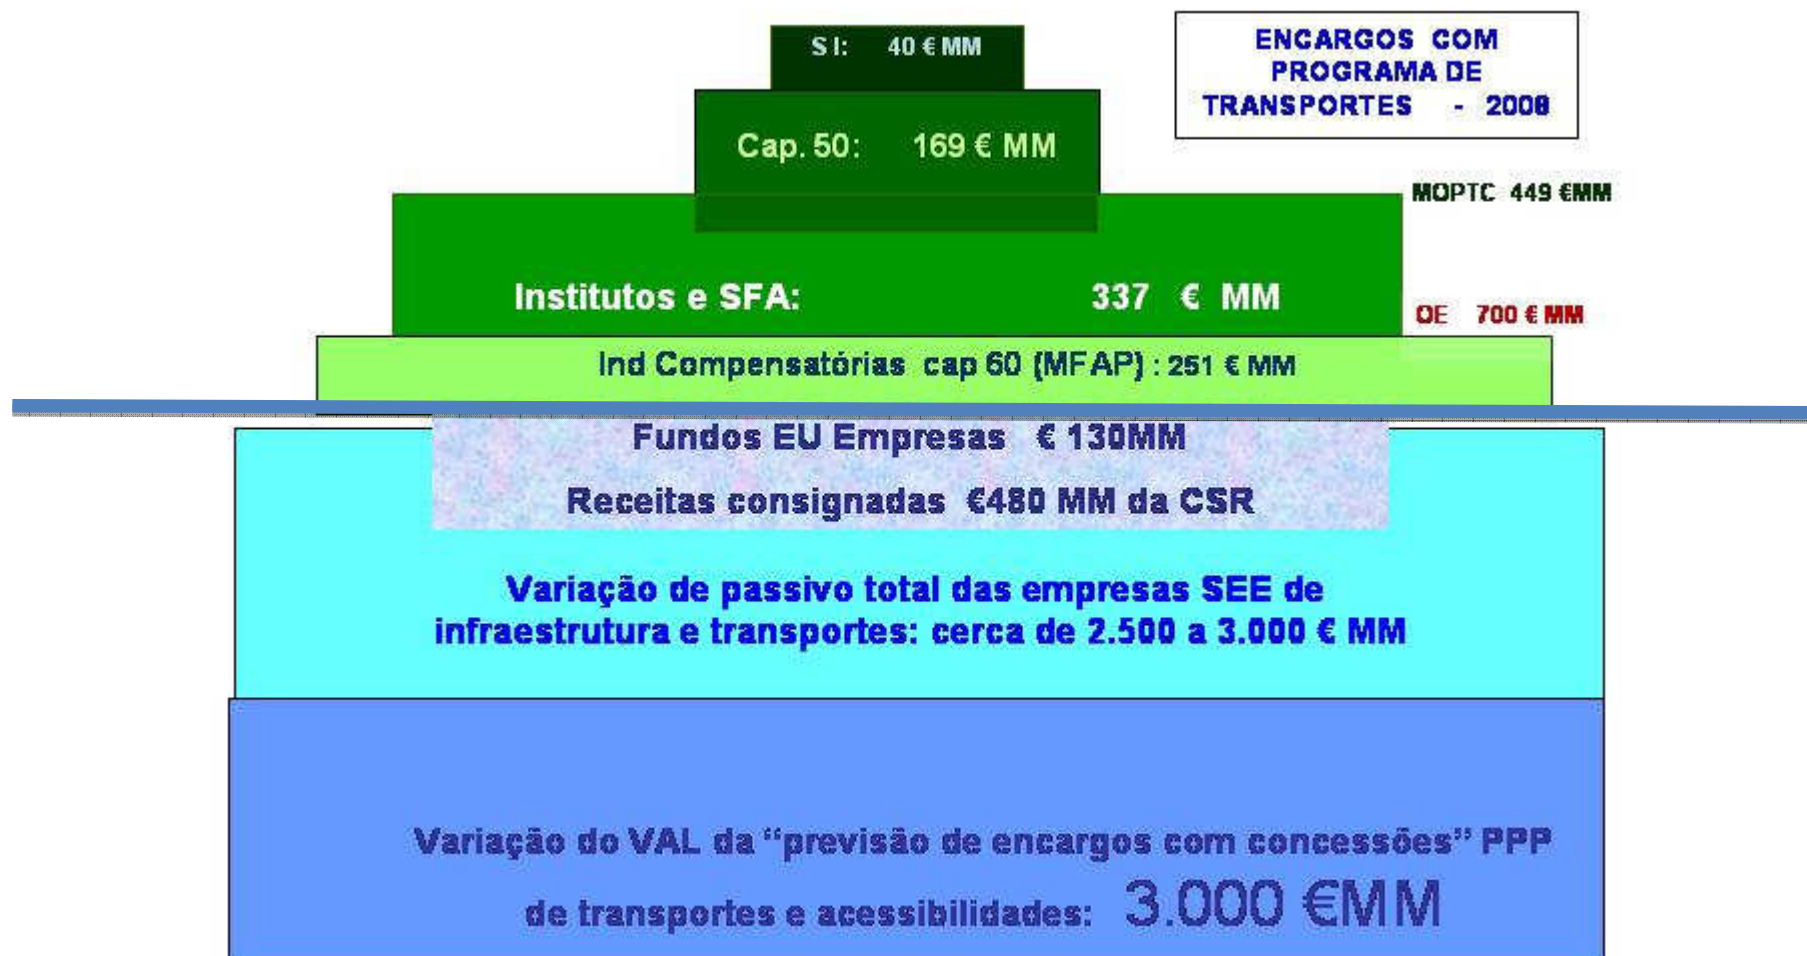 S I: 40 € MM
ENCARGOS COM
PROGRAMA DE
TRANSPORTES - 2008
Cap. 50: 169 € MM
MOPTC 449 €MM
Institutos e SFA: 337 € MM
OE 700 € MM
Ind Compensatórias cap 60 (MFAP) : 251 € MM
Fundos EU Empresas € 130MM
Receitas consignadas €480 MM da CSR
Variação de passivo total das empresas SEE de
infraestrutura e transportes: cerca de 2.500 a 3.000 € MM
Variação do VAL da “previsão de encargos com concessões” PPP
de transportes e acessibilidades: 3.000 €MM